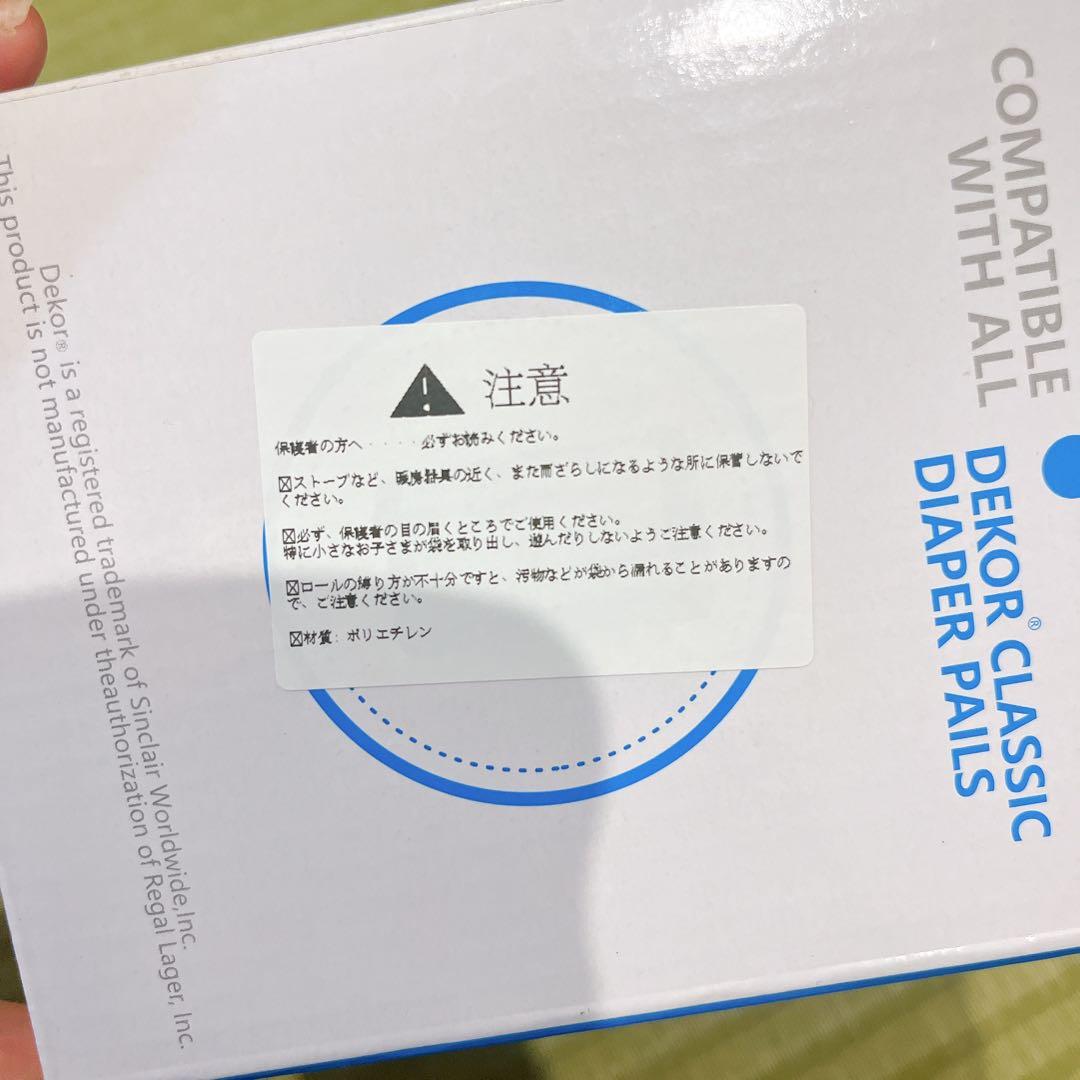 COMPATIBLE
WITH ALL
DEKOR® CLASSIC
DIAPER PAILS
注意
保護者の方へ····必ずお読みください。
☒ストーブなど、暖房器具の近く、また雨ざらしになるような所に保管しないで
ください。
☒必ず、保護者の目の届くところでご使用ください。
特に小さなお子さまが袋を取り出し、遊んだりしないようご注意ください。
☒ロールの縛り方が不十分ですと、汚物などが袋から漏れることがありますの
で、ご注意ください。
☒材質: ポリエチレン
Dekor® is a registered trademark of Sinclair Worldwide,Inc.
This product is not manufactured under theauthorization of Regal Lager, Inc.